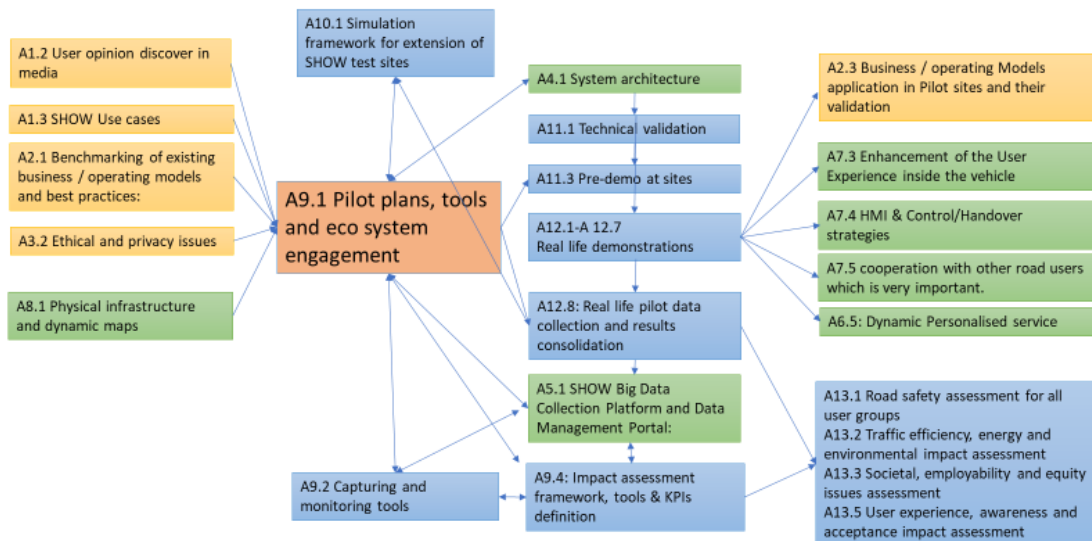 A10.1 Simulation
framework for extension of
SHOW test sites
A1.2 User opinion discover in
media
A1.3 SHOW Use cases
A2.1 Benchmarking of existing
business / operating models
and best practices:
A3.2 Ethical and privacy issues
A8.1 Physical infrastructure
and dynamic maps
A9.1 Pilot plans, tools
and eco system
engagement
A4.1 System architecture
A11.1 Technical validation
A11.3 Pre-demo at sites
A12.1-A 12.7
Real life demonstrations
A12.8: Real life pilot data
collection and results
consolidation
A5.1 SHOW Big Data
Collection Platform and Data
Management Portal:
A9.2 Capturing and
monitoring tools
A9.4: Impact assessment
framework, tools & KPIs
definition
A2.3 Business / operating Models
application in Pilot sites and their
validation
A7.3 Enhancement of the User
Experience inside the vehicle
A7.4 HMI & Control/Handover
strategies
A7.5 cooperation with other road users
which is very important.
A6.5: Dynamic Personalised service
A13.1 Road safety assessment for all
user groups
A13.2 Traffic efficiency, energy and
environmental impact assessment
A13.3 Societal, employability and equity
issues assessment
A13.5 User experience, awareness and
acceptance impact assessment